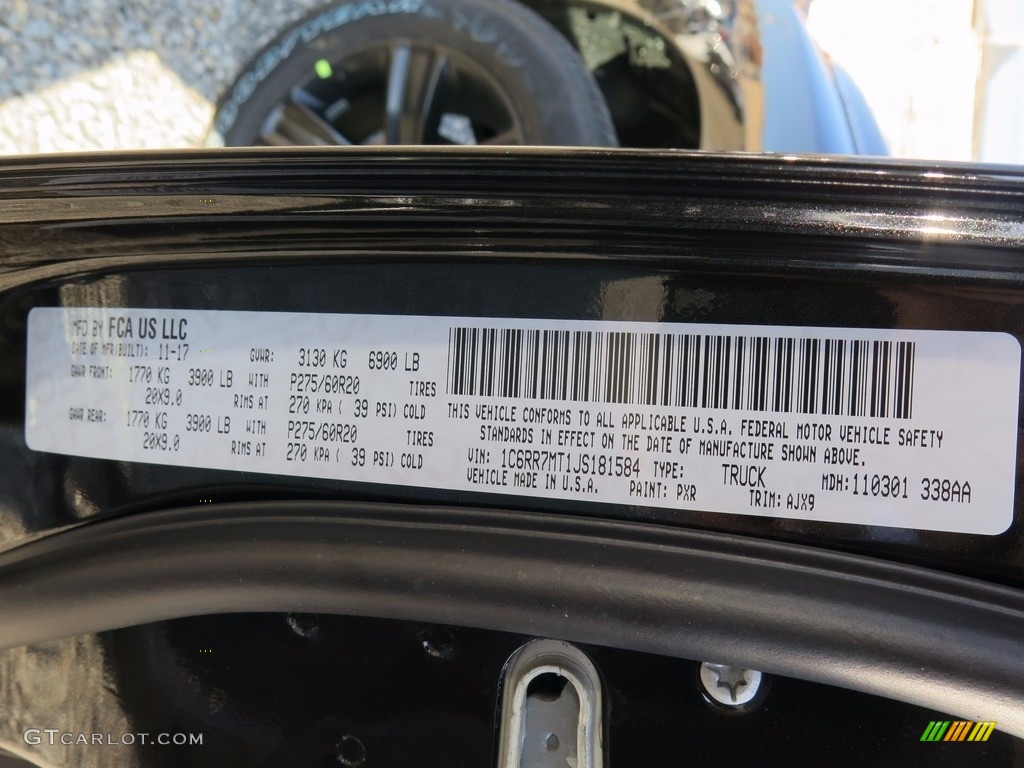 MFD BY FCA US LLC
DATE OF MFR(BUILT): 11-17 GVWR: 3130 KG 6900 LB
GAWR FRONT: 1770 KG 3900 LB WITH P275/60R20 TIRES
20X9.0 RIMS AT 270 KPA ( 39 PSI) COLD
GAWR REAR: 1770 KG 3900 LB WITH P275/60R20 TIRES
20X9.0 RIMS AT 270 KPA ( 39 PSI) COLD
THIS VEHICLE CONFORMS TO ALL APPLICABLE U.S.A. FEDERAL MOTOR VEHICLE SAFETY
STANDARDS IN EFFECT ON THE DATE OF MANUFACTURE SHOWN ABOVE.
VIN: 1C6RR7MT1JS181584 TYPE: TRUCK MDH: 110301 338AA
VEHICLE MADE IN U.S.A. PAINT: PXR TRIM: AJX9
GTCARLOT.COM